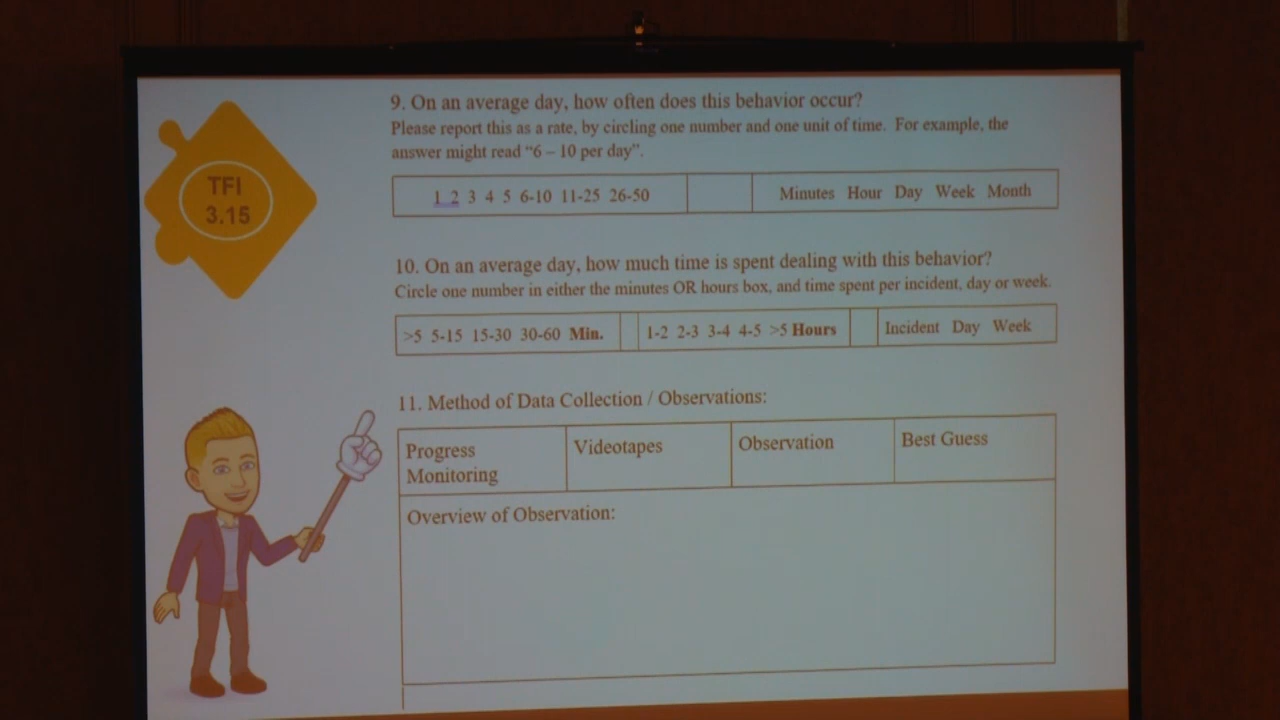 TFI
3.15
9. On an average day, how often does this behavior occur?
Please report this as a rate, by circling one number and one unit of time. For example, the
answer might read “6 – 10 per day”.
1 2 3 4 5 6-10 11-25 26-50 Minutes Hour Day Week Month
10. On an average day, how much time is spent dealing with this behavior?
Circle one number in either the minutes OR hours box, and time spent per incident, day or week.
>5 5-15 15-30 30-60 Min. 1-2 2-3 3-4 4-5 >5 Hours Incident Day Week
11. Method of Data Collection / Observations:
Progress
Monitoring
Videotapes
Observation
Best Guess
Overview of Observation: